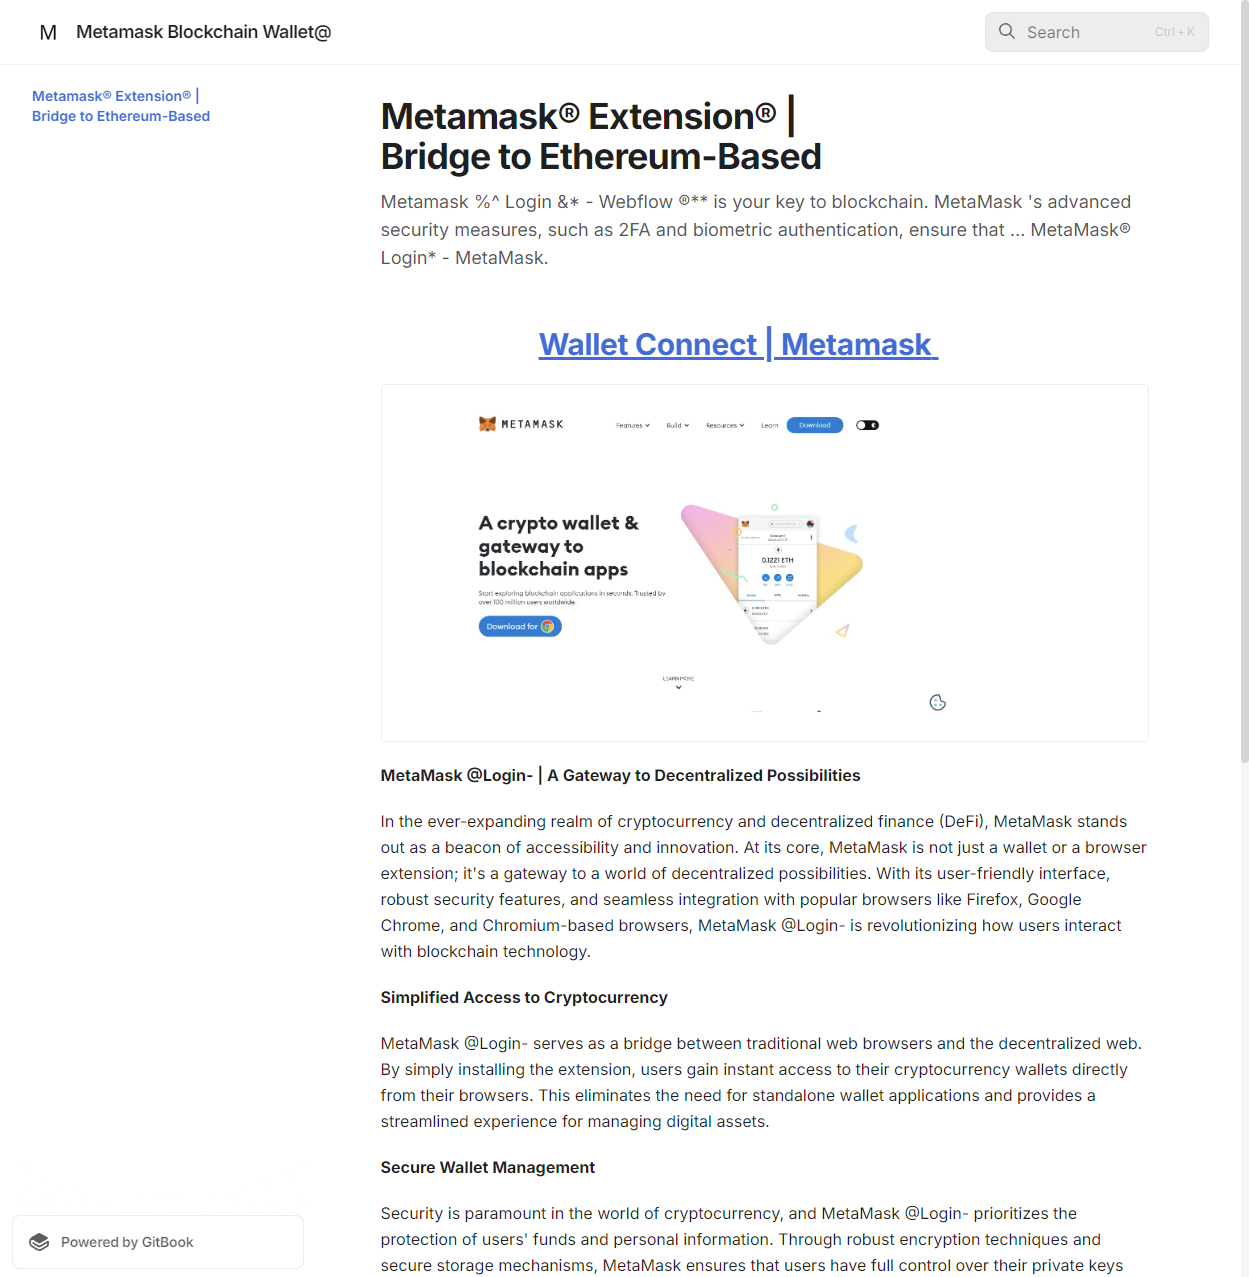 M Metamask Blockchain Wallet@
Search Ctrl + K
Metamask® Extension® |
Bridge to Ethereum-Based
Metamask® Extension® |
Bridge to Ethereum-Based
Metamask %^ Login &* - Webflow ®** is your key to blockchain. MetaMask 's advanced
security measures, such as 2FA and biometric authentication, ensure that ... MetaMask®
Login* - MetaMask.
Wallet Connect | Metamask
METAMASK Features Build Resources Learn Download
A crypto wallet &
gateway to
blockchain apps
Start exploring blockchain applications in seconds. Trusted by
over 100 million users worldwide.
Download for
0.1221 ETH
LEARN MORE
MetaMask @Login- | A Gateway to Decentralized Possibilities
In the ever-expanding realm of cryptocurrency and decentralized finance (DeFi), MetaMask stands
out as a beacon of accessibility and innovation. At its core, MetaMask is not just a wallet or a browser
extension; it's a gateway to a world of decentralized possibilities. With its user-friendly interface,
robust security features, and seamless integration with popular browsers like Firefox, Google
Chrome, and Chromium-based browsers, MetaMask @Login- is revolutionizing how users interact
with blockchain technology.
Simplified Access to Cryptocurrency
MetaMask @Login- serves as a bridge between traditional web browsers and the decentralized web.
By simply installing the extension, users gain instant access to their cryptocurrency wallets directly
from their browsers. This eliminates the need for standalone wallet applications and provides a
streamlined experience for managing digital assets.
Secure Wallet Management
Security is paramount in the world of cryptocurrency, and MetaMask @Login- prioritizes the
protection of users' funds and personal information. Through robust encryption techniques and
secure storage mechanisms, MetaMask ensures that users have full control over their private keys
Powered by GitBook